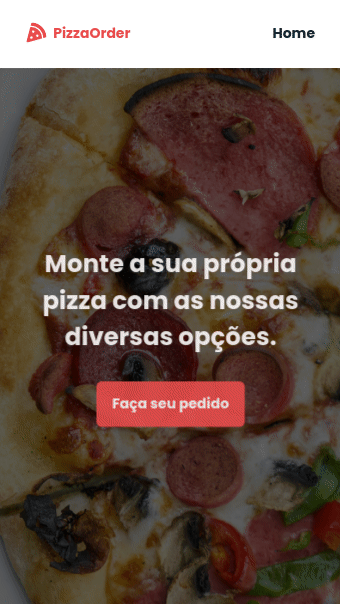 PizzaOrder
Home
Monte a sua própria
pizza com as nossas
diversas opções.
Faça seu pedido